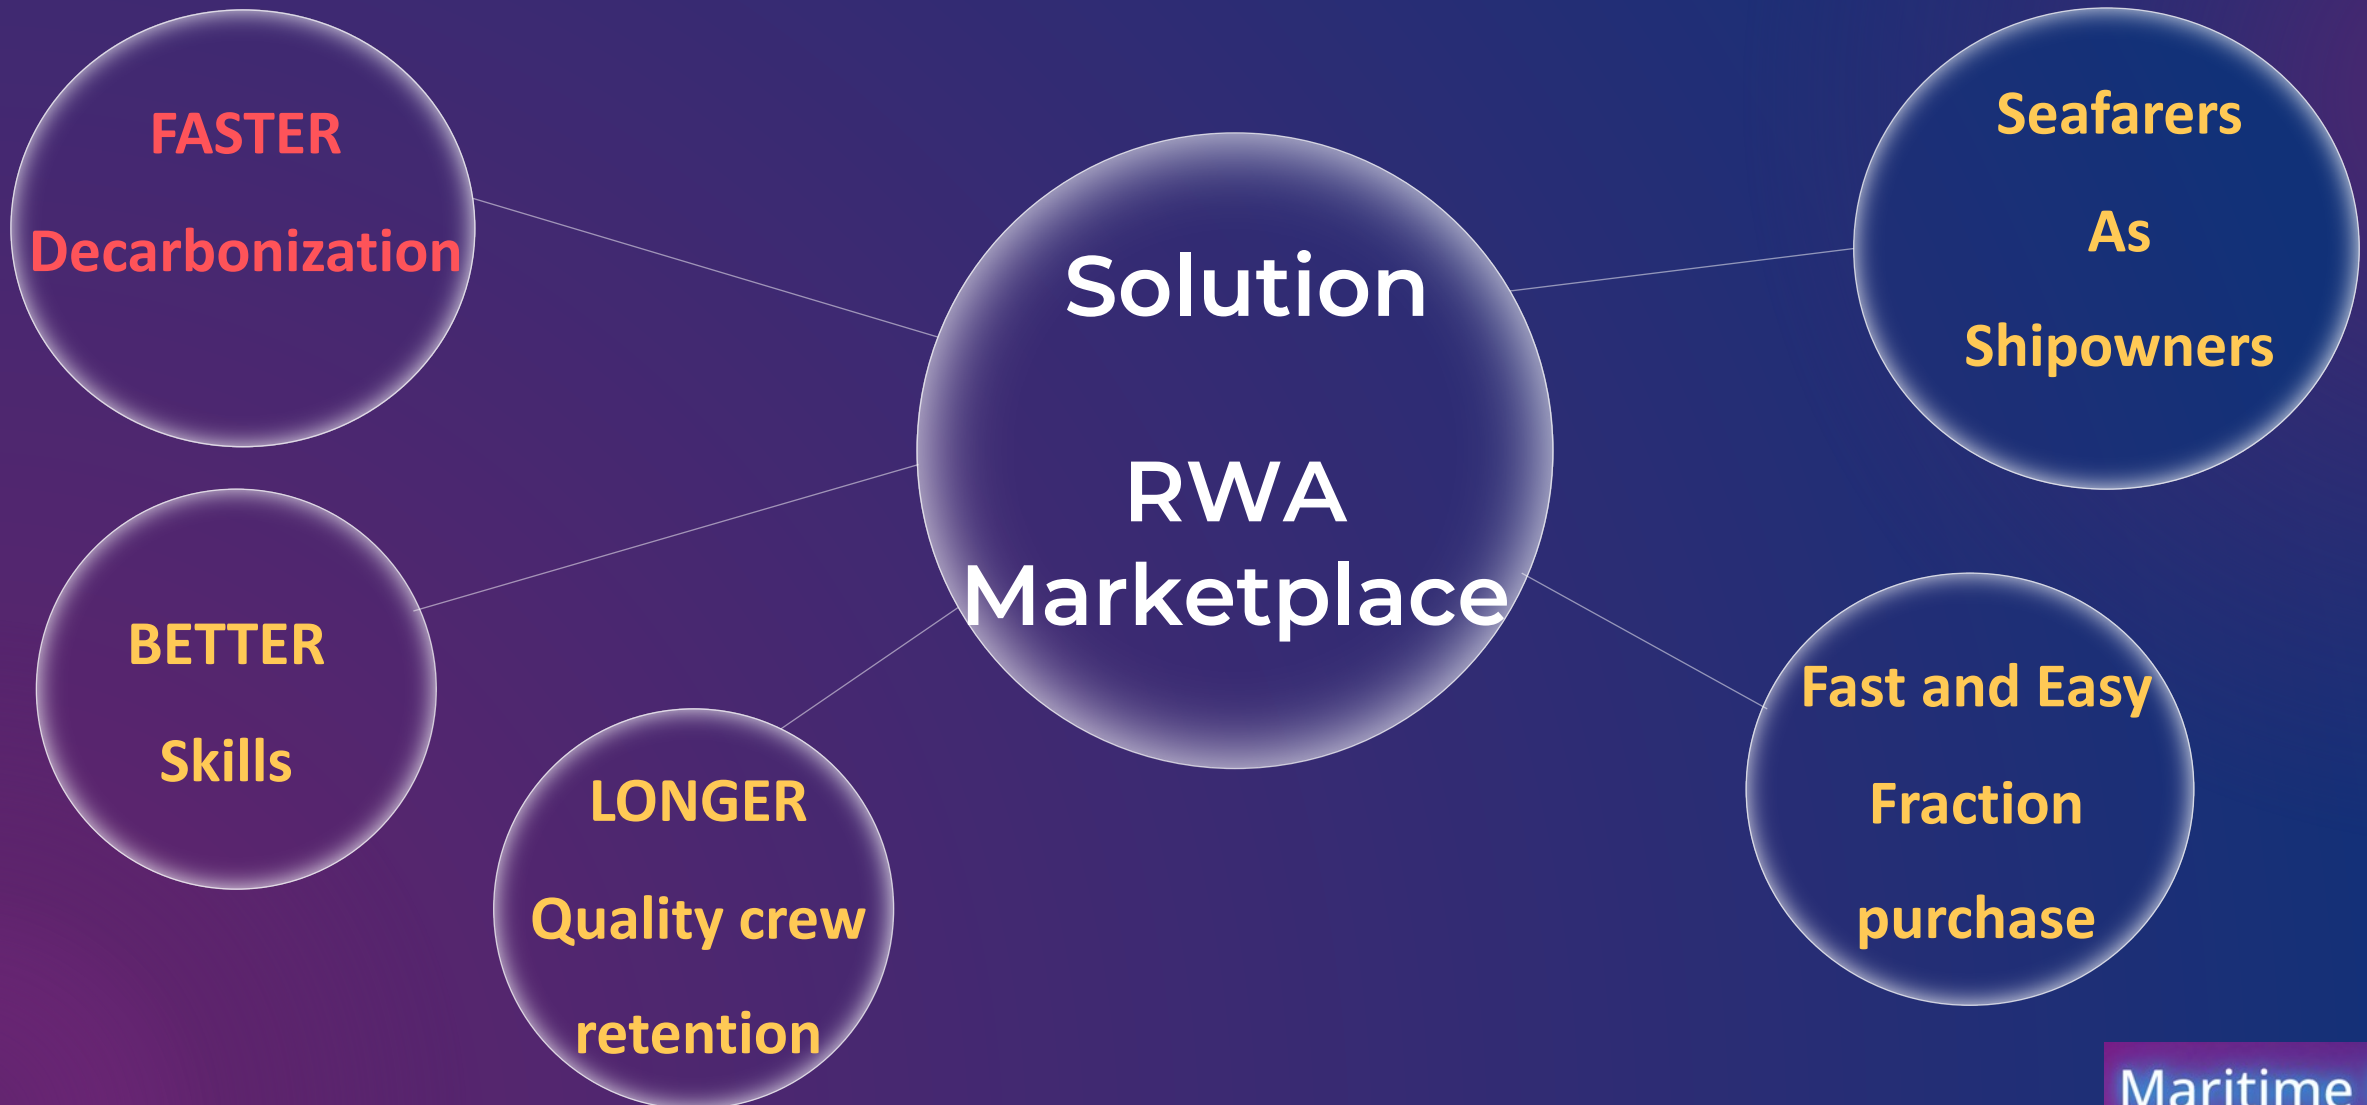 FASTER
Decarbonization
Seafarers
As
Shipowners
Solution
RWA
Marketplace
BETTER
Skills
LONGER
Quality crew
retention
Fast and Easy
Fraction
purchase
Maritime